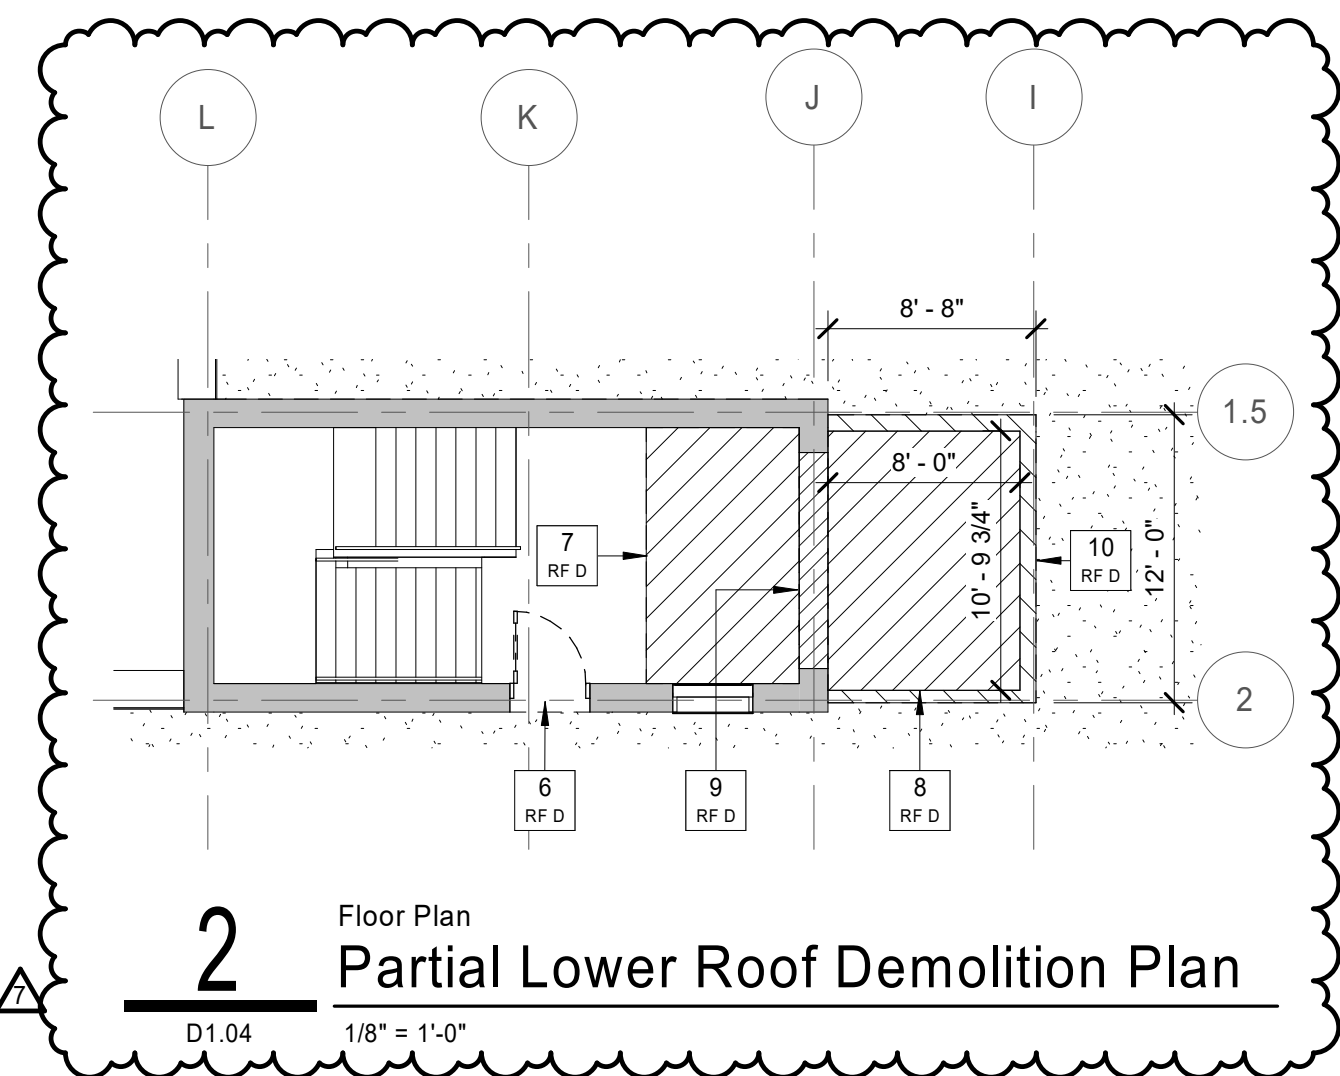 L
K
J
I
8' - 8"
1.5
8' - 0"
7
RF D
10' - 9 3/4"
10
RF D
12' - 0"
2
6
RF D
9
RF D
8
RF D
2
Floor Plan
Partial Lower Roof Demolition Plan
7
D1.04
1/8" = 1'-0"